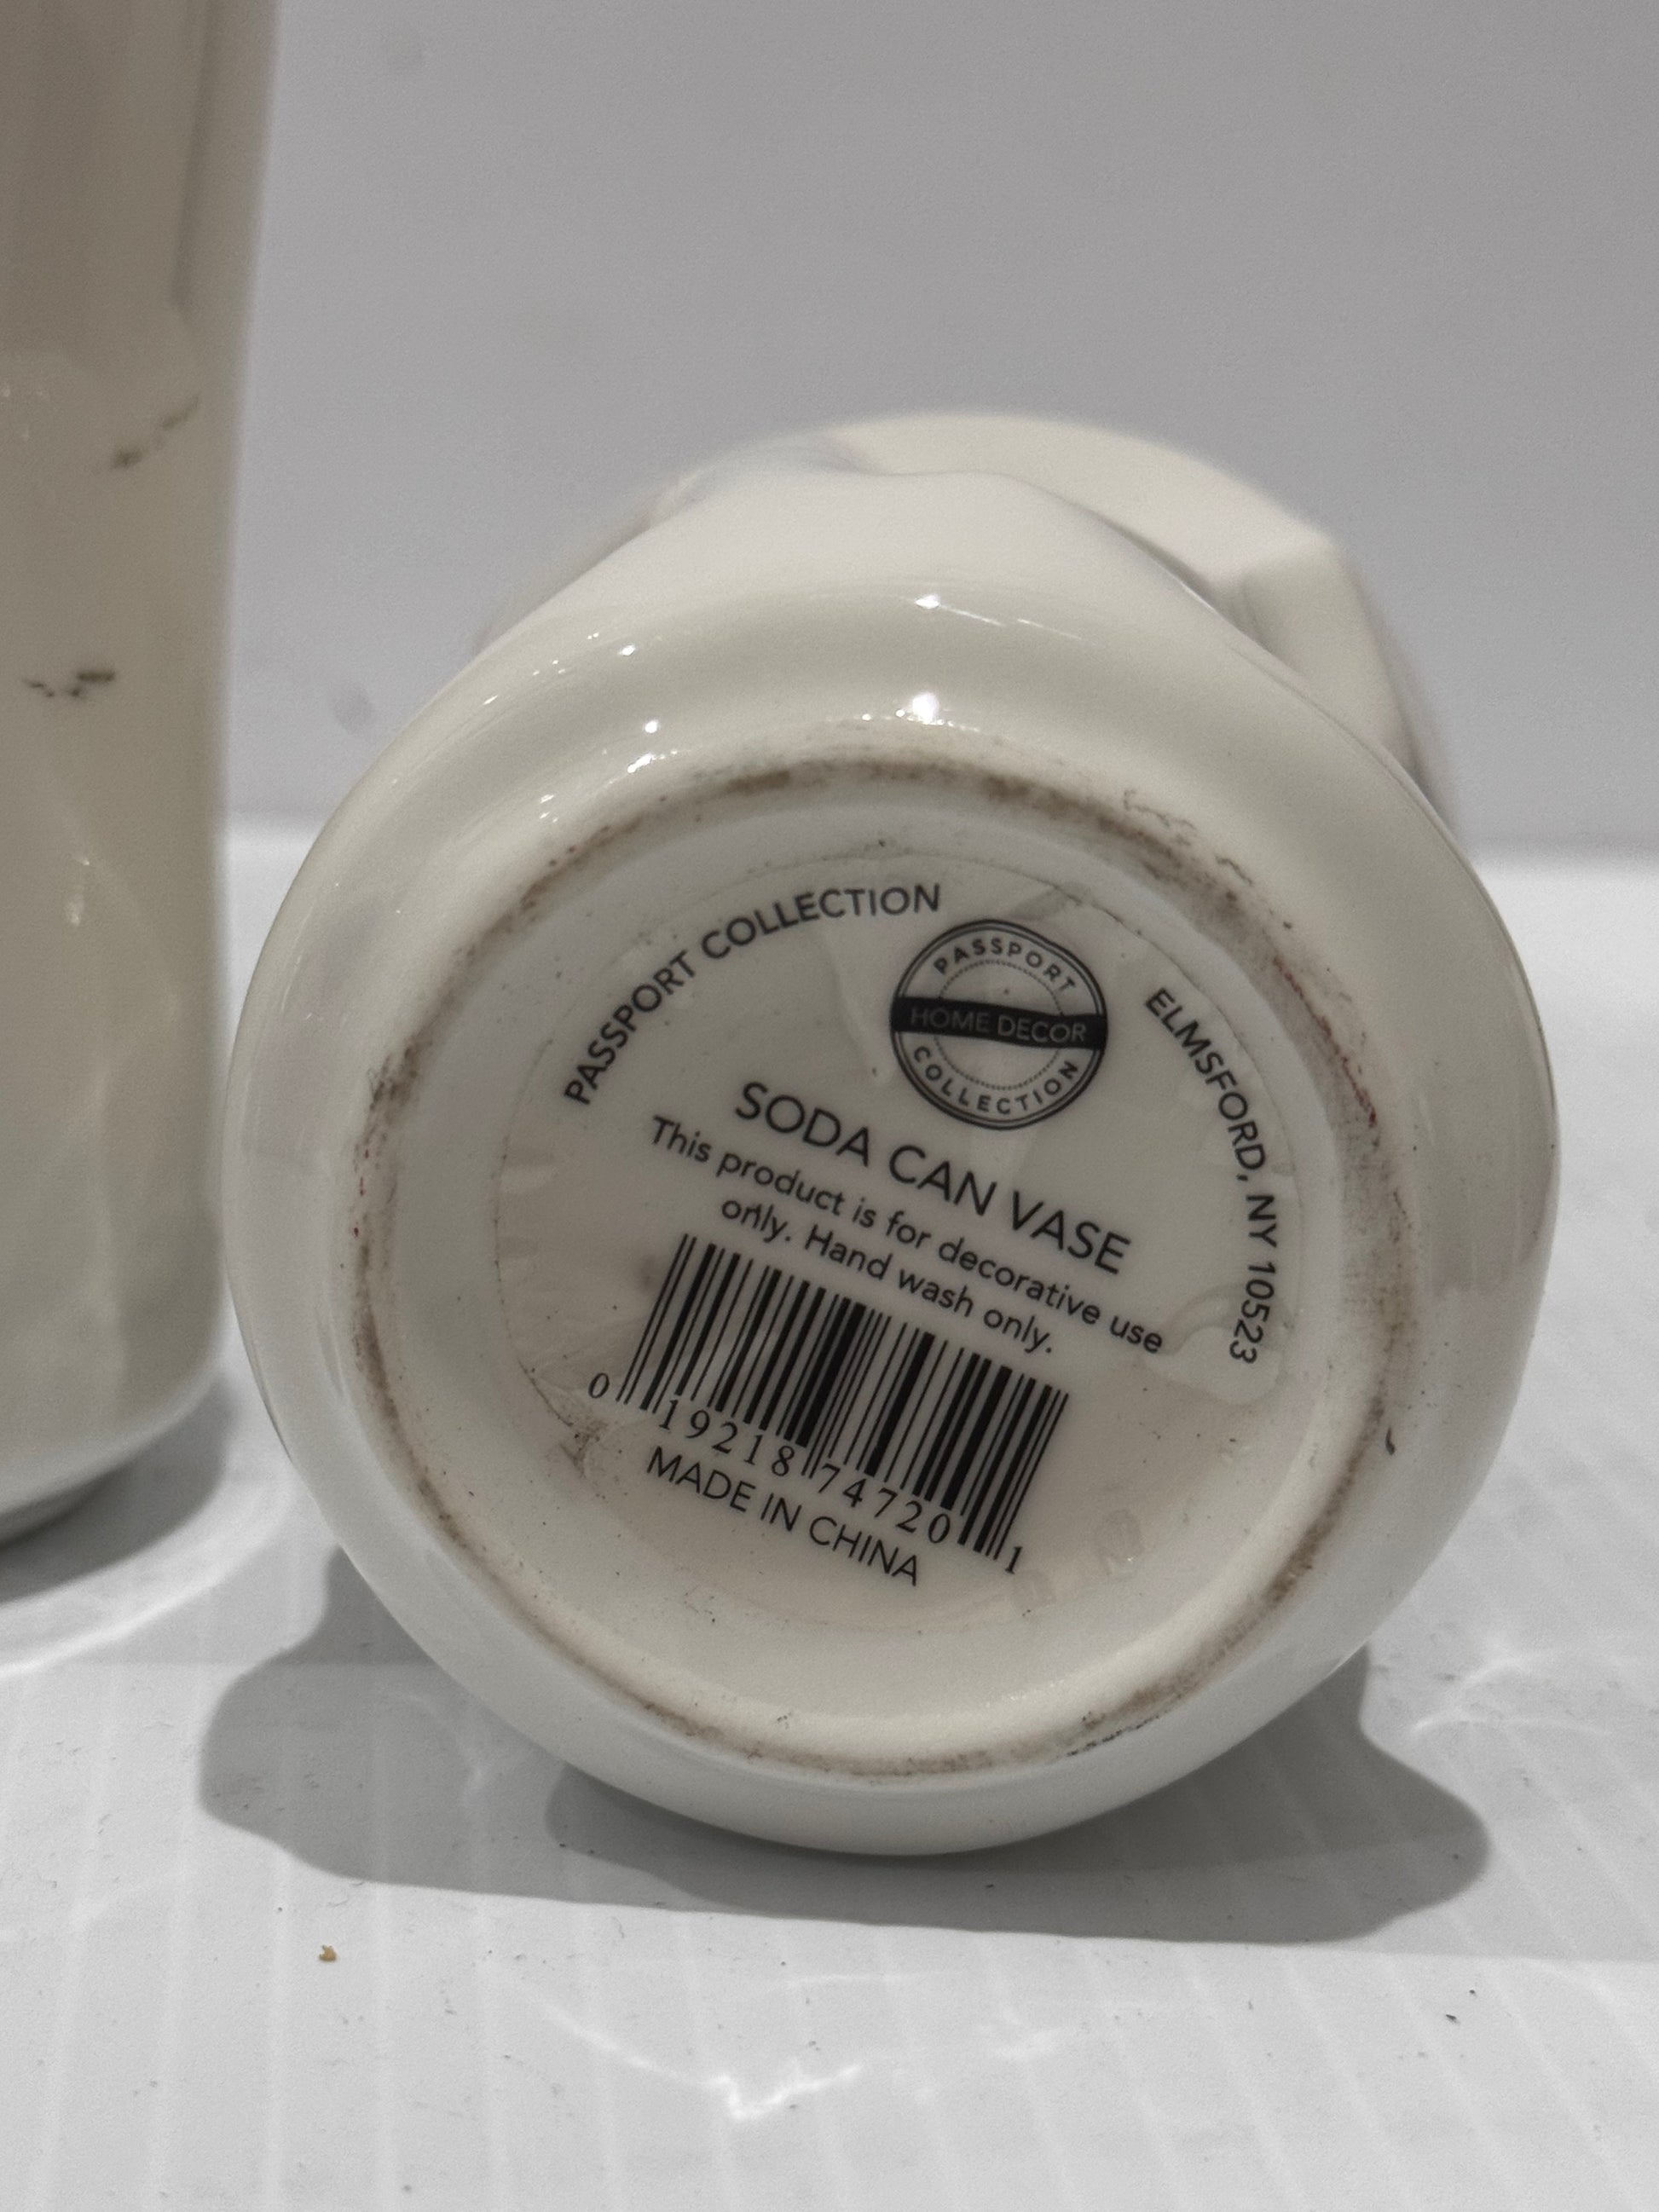 PASSPORT COLLECTION
PASSPORT
HOME DECOR
COLLECTION
ELMSFORD, NY 10523
SODA CAN VASE
This product is for decorative use
only. Hand wash only.
0 19218 74720 1
MADE IN CHINA